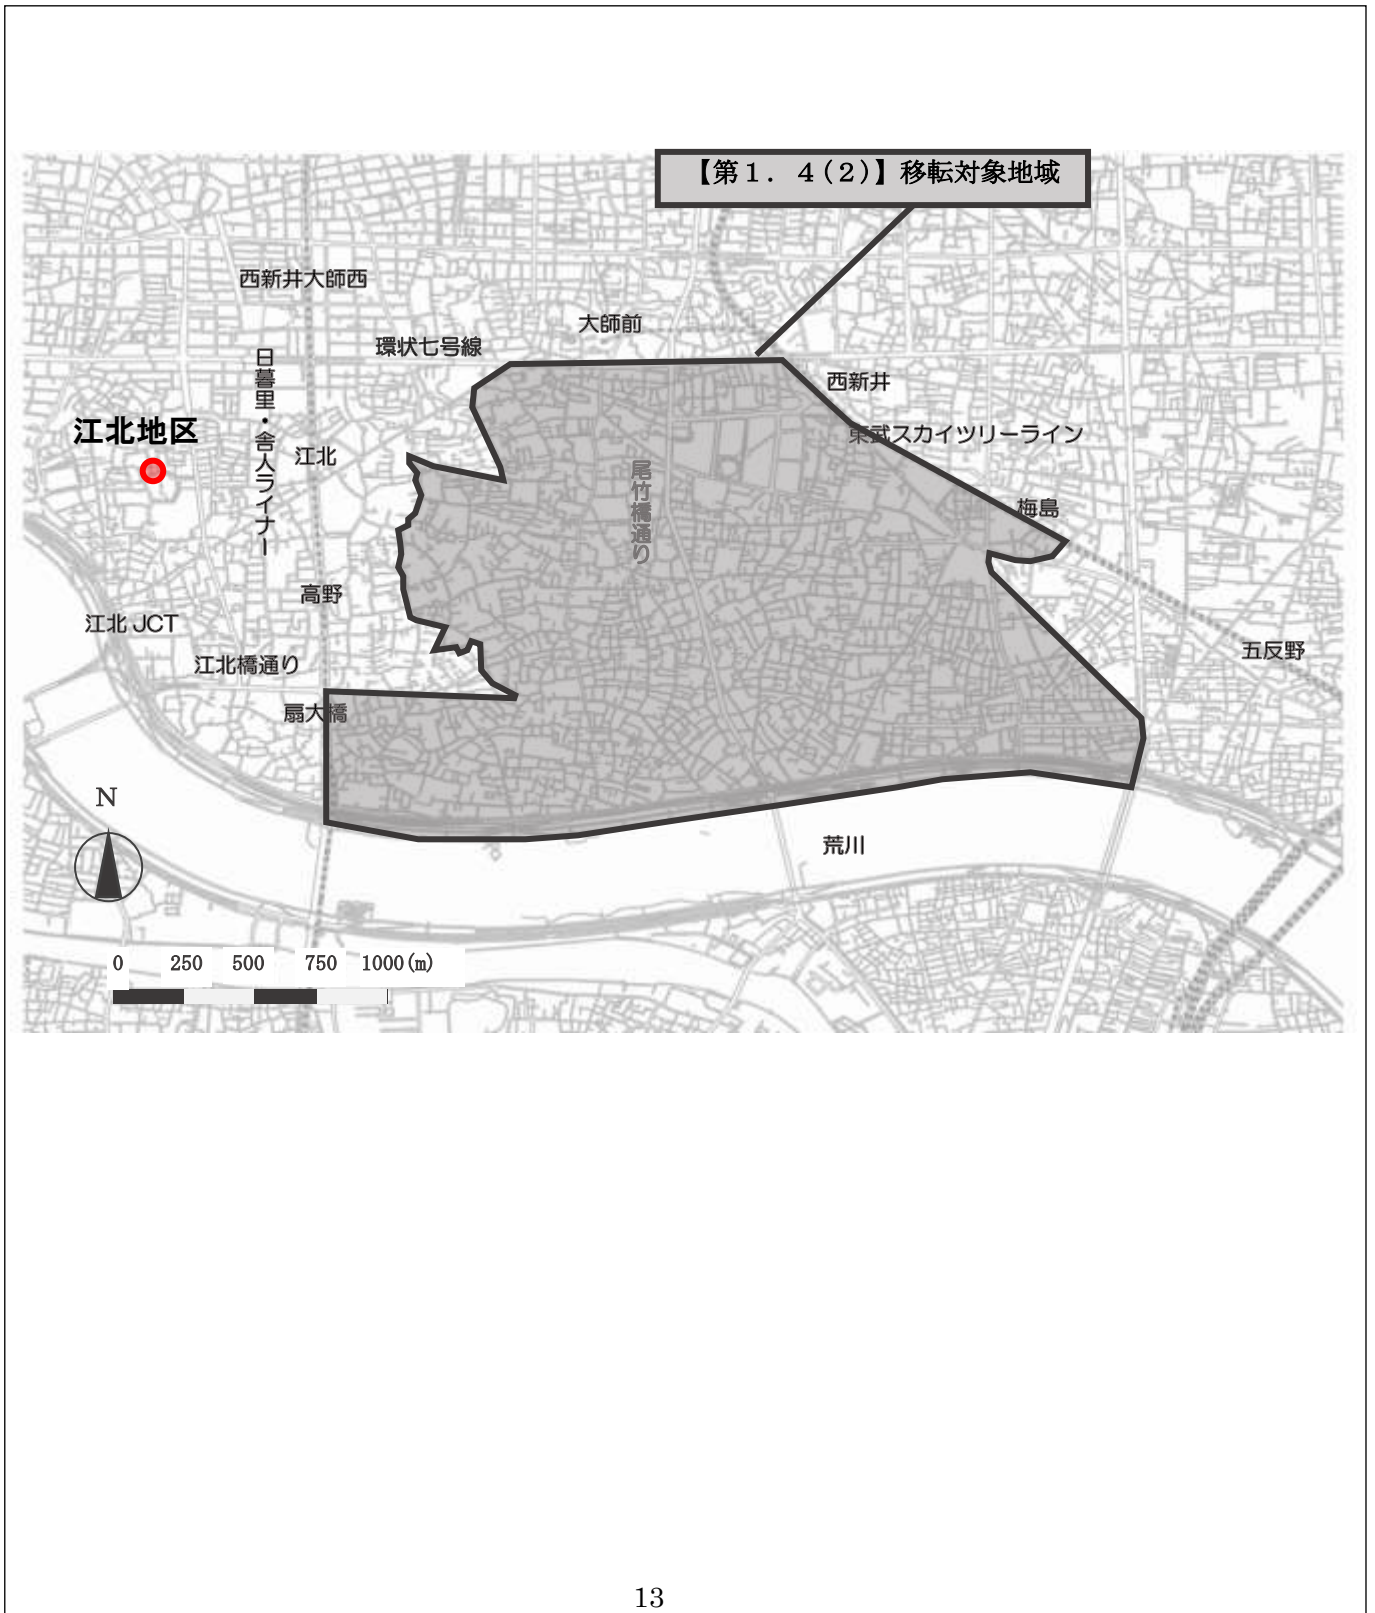 【第１．４(２)】移転対象地域
西新井大師西
大師前
環状七号線
日暮里・舎人ライナー
西新井
江北地区
東武スカイツリーライン
江北
尾竹橋通り
梅島
高野
江北 JCT
五反野
江北橋通り
扇大橋
N
荒川
0 250 500 750 1000(m)
13